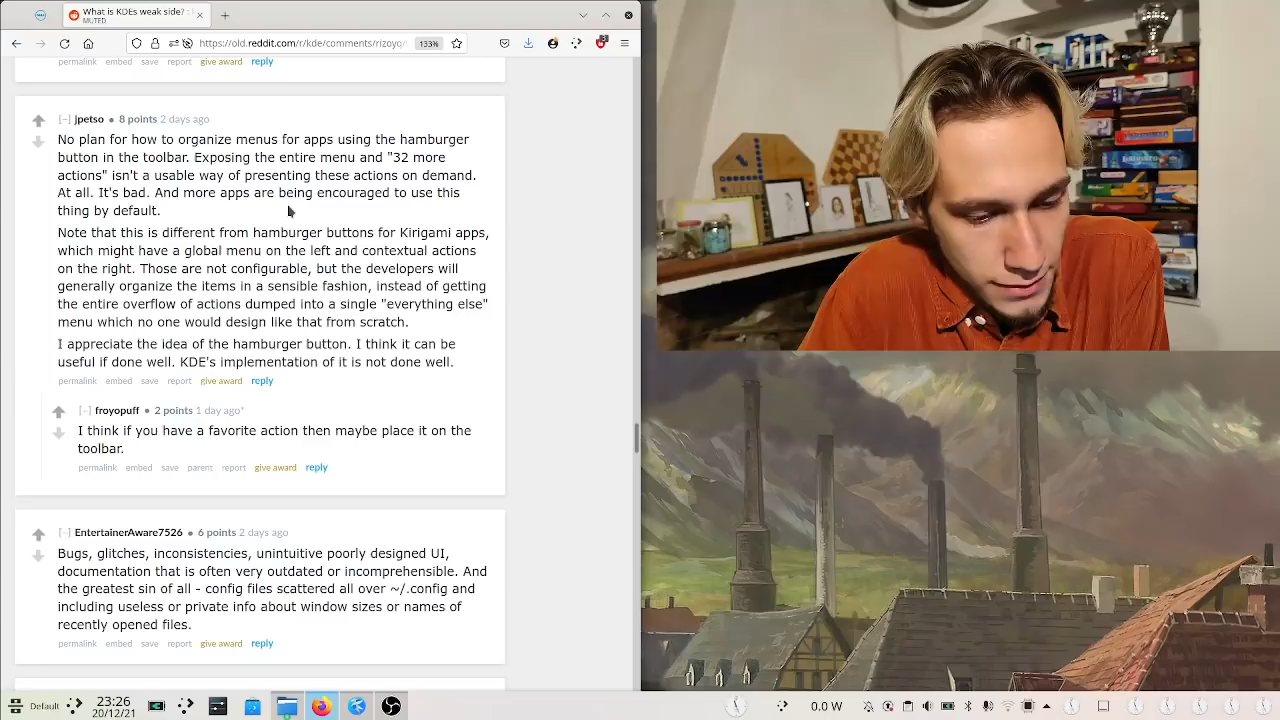 What is KDEs weak side?
MUTED
https://old.reddit.com/r/kde/comments/rizoyq/
133%
permalink embed save report give award reply
[–] jpetso • 8 points 2 days ago
No plan for how to organize menus for apps using the Hamburger
button in the toolbar. Exposing the entire menu and "32 more
actions" isn't a usable way of presenting these actions on demand.
At all. It's bad. And more apps are being encouraged to use this
thing by default.
Note that this is different from hamburger buttons for Kirigami apps,
which might have a global menu on the left and contextual actions
on the right. Those are not configurable, but the developers will
generally organize the items in a sensible fashion, instead of getting
the entire overflow of actions dumped into a single "everything else"
menu which no one would design like that from scratch.
I appreciate the idea of the hamburger button. I think it can be
useful if done well. KDE's implementation of it is not done well.
permalink embed save report give award reply
[–] froyopuff • 2 points 1 day ago*
I think if you have a favorite action then maybe place it on the
toolbar.
permalink embed save parent report give award reply
[–] EntertainerAware7526 • 6 points 2 days ago
Bugs, glitches, inconsistencies, unintuitive poorly designed UI,
documentation that is often very outdated or incomprehensible. And
the greatest sin of all - config files scattered all over ~/.config and
including useless or private info about window sizes or names of
recently opened files.
permalink embed save report give award reply
Default
23:26
20/12/21
0.0 W